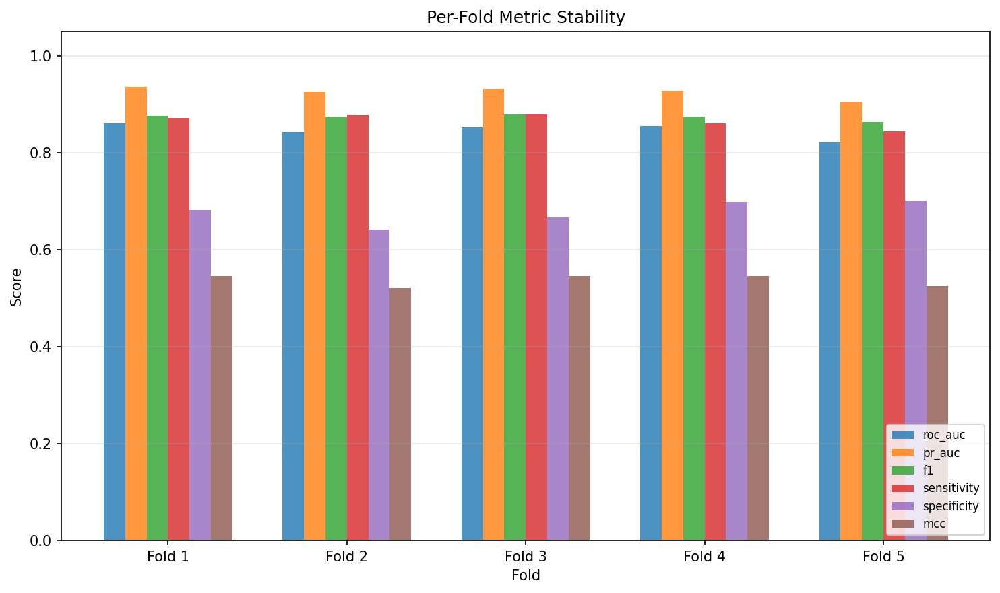 Per-Fold Metric Stability
1.0
0.8
0.6
0.4
0.2
0.0
Score
Fold 1
Fold 2
Fold 3
Fold 4
Fold 5
Fold
roc_auc
pr_auc
f1
sensitivity
specificity
mcc